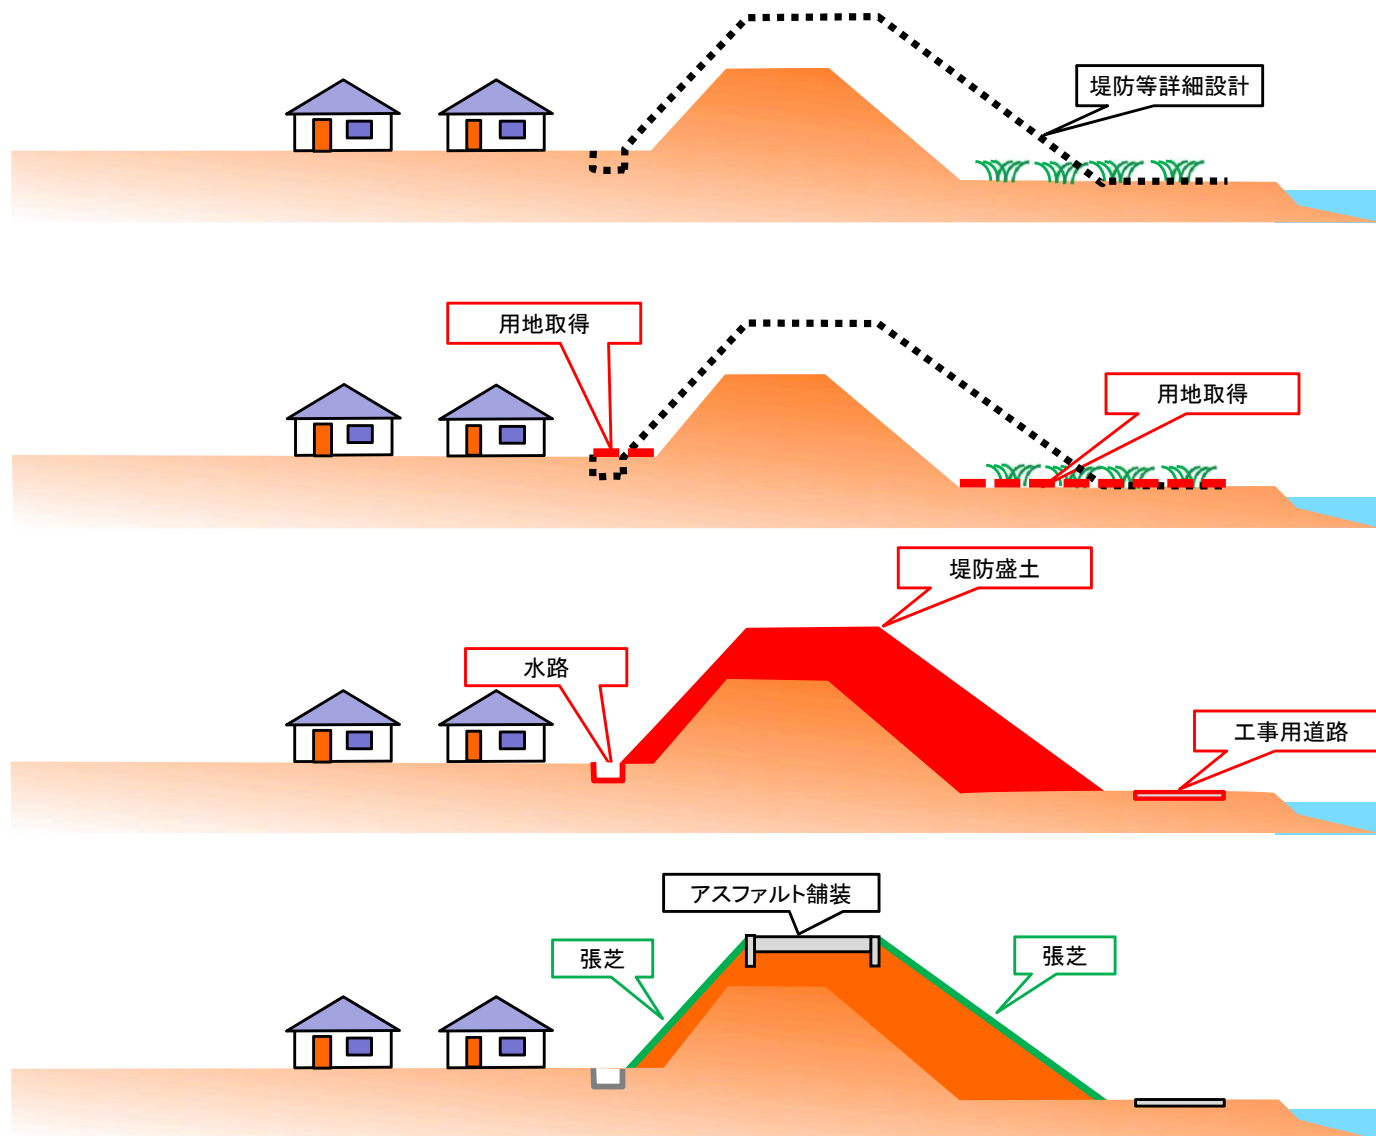 堤防等詳細設計
用地取得
用地取得
堤防盛土
水路
工事用道路
アスファルト舗装
張芝
張芝